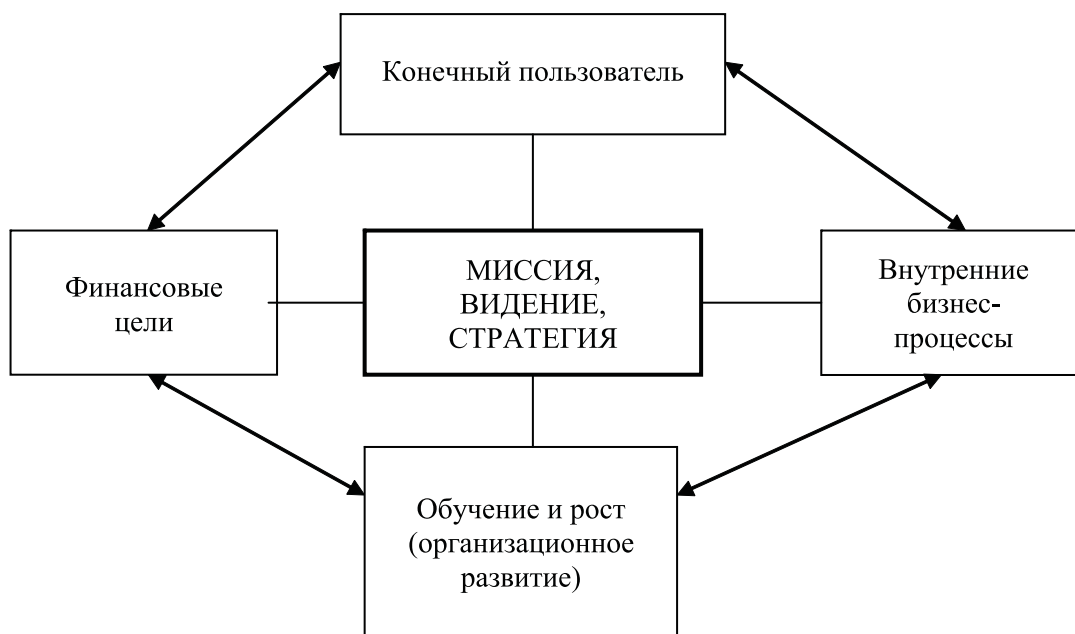 Конечный пользователь
Финансовые
цели
МИССИЯ,
ВИДЕНИЕ,
СТРАТЕГИЯ
Внутренние
бизнес-
процессы
Обучение и рост
(организационное
развитие)